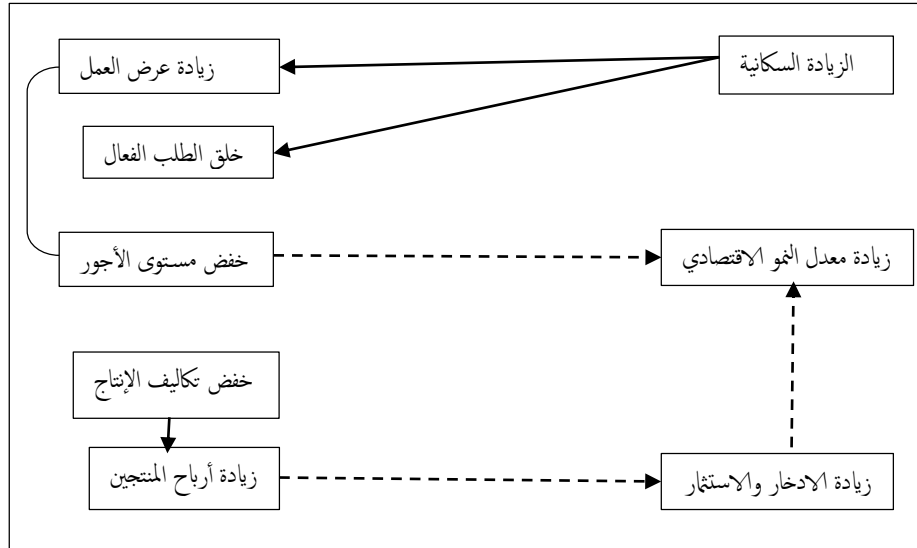 الزيادة السكانية
زيادة عرض العمل
خلق الطلب الفعال
خفض مستوى الأجور
زيادة معدل النمو الاقتصادي
خفض تكاليف الإنتاج
زيادة أرباح المنتجين
زيادة الادخار والاستثمار